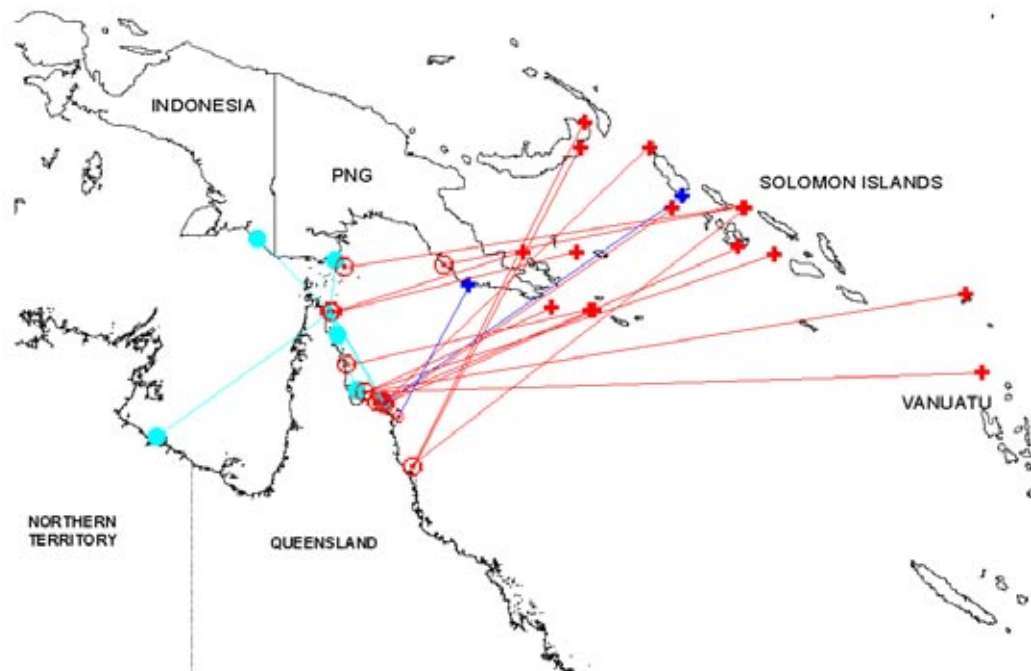 INDONESIA
PNG
SOLOMON ISLANDS
VANUATU
NORTHERN
TERRITORY
QUEENSLAND